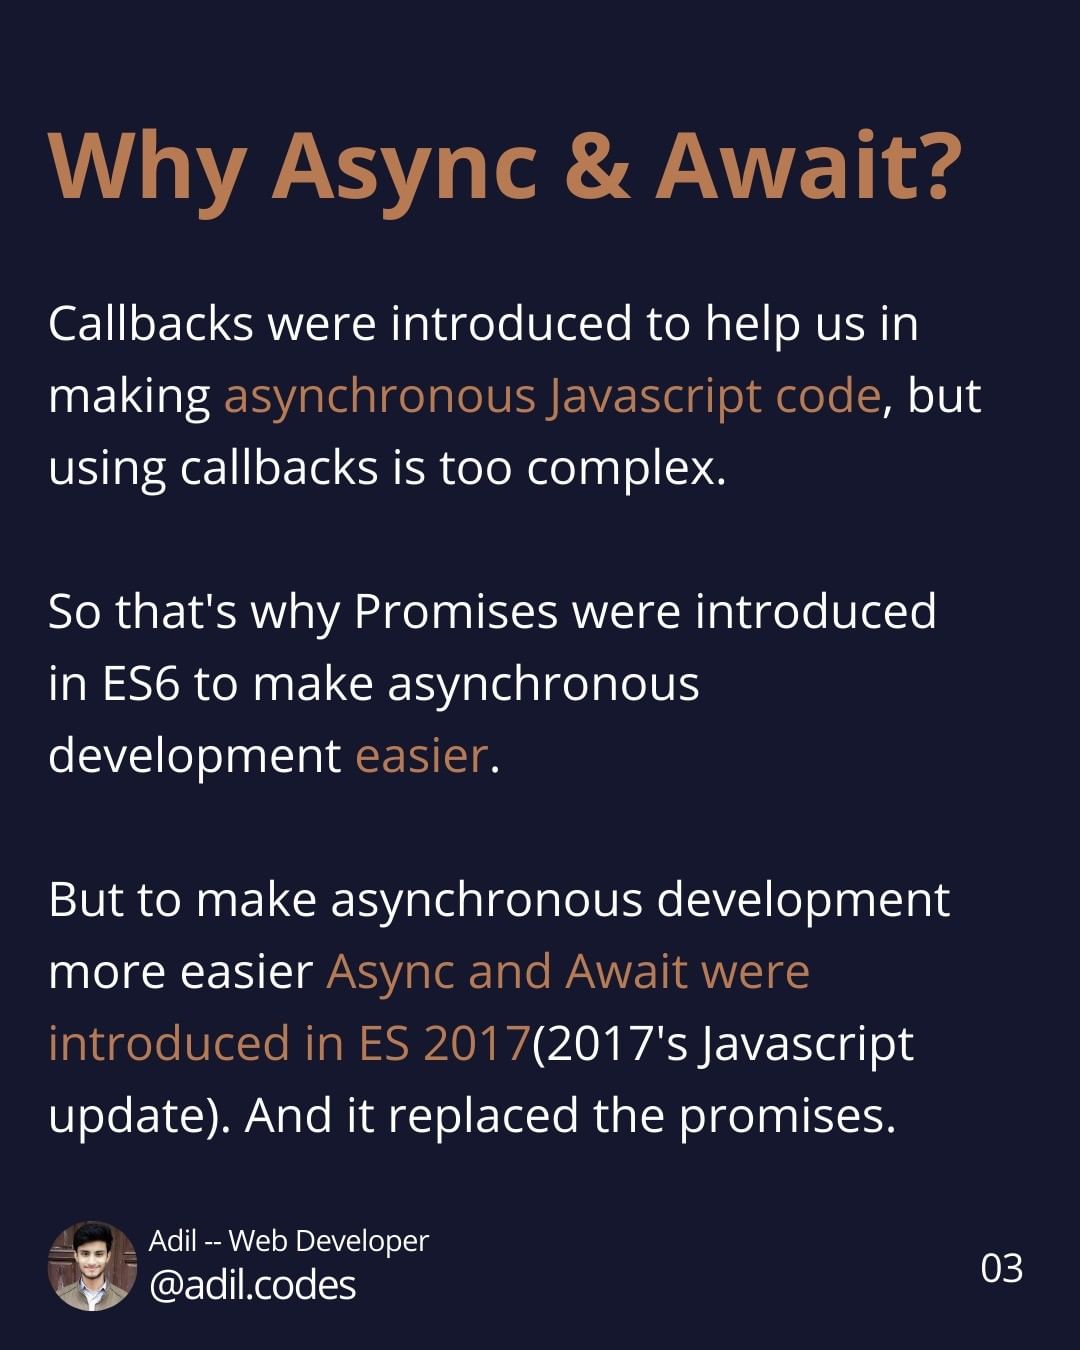 Why Async & Await?
Callbacks were introduced to help us in
making asynchronous Javascript code, but
using callbacks is too complex.
So that's why Promises were introduced
in ES6 to make asynchronous
development easier.
But to make asynchronous development
more easier Async and Await were
introduced in ES 2017(2017's Javascript
update). And it replaced the promises.
Adil -- Web Developer
@adil.codes
03